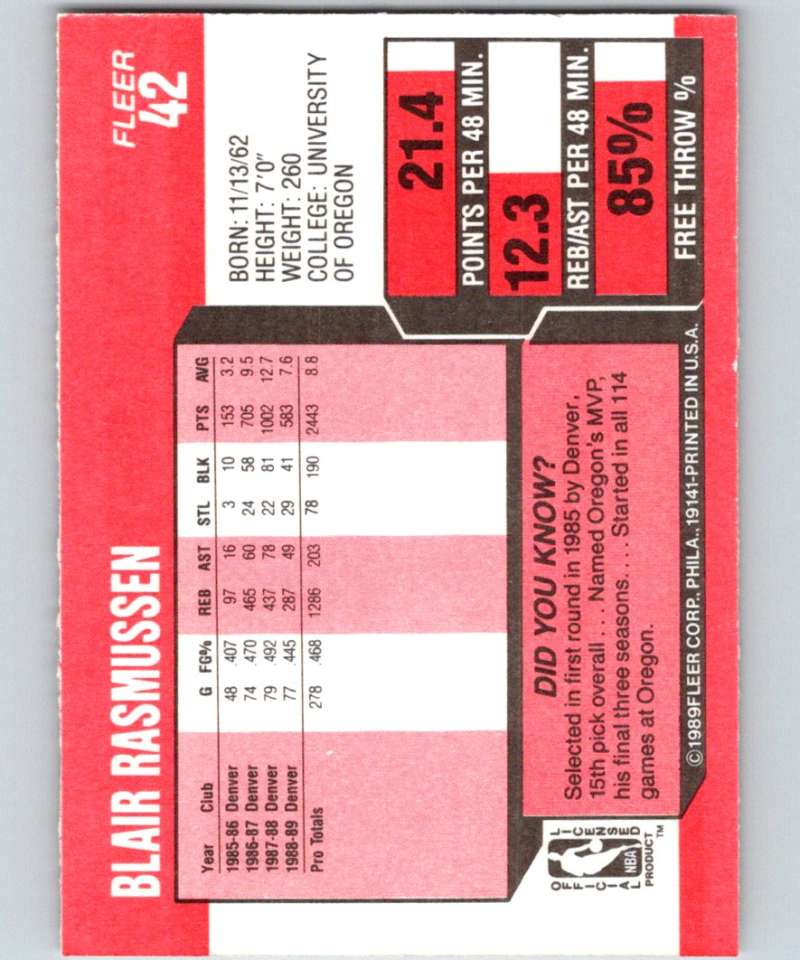 FLEER
42
BLAIR RASMUSSEN
BORN: 11/13/62
HEIGHT: 7'0"
WEIGHT: 260
COLLEGE: UNIVERSITY
OF OREGON
Year Club G FG% REB AST STL BLK PTS AVG
1985-86 Denver 48 .407 97 16 3 10 153 3.2
1986-87 Denver 74 .470 465 60 24 58 705 9.5
1987-88 Denver 79 .492 437 78 22 81 1002 12.7
1988-89 Denver 77 .445 287 49 29 41 583 7.6
Pro Totals 278 .468 1286 203 78 190 2443 8.8
21.4
POINTS PER 48 MIN.
12.3
REB/AST PER 48 MIN.
85%
FREE THROW %
DID YOU KNOW?
Selected in first round in 1985 by Denver,
15th pick overall . . . Named Oregon's MVP,
his final three seasons. . . . Started in all 114
games at Oregon.
OFFICIAL LICENSED
NBA
PRODUCT™
©1989 FLEER CORP., PHILA., 19141-PRINTED IN U.S.A.